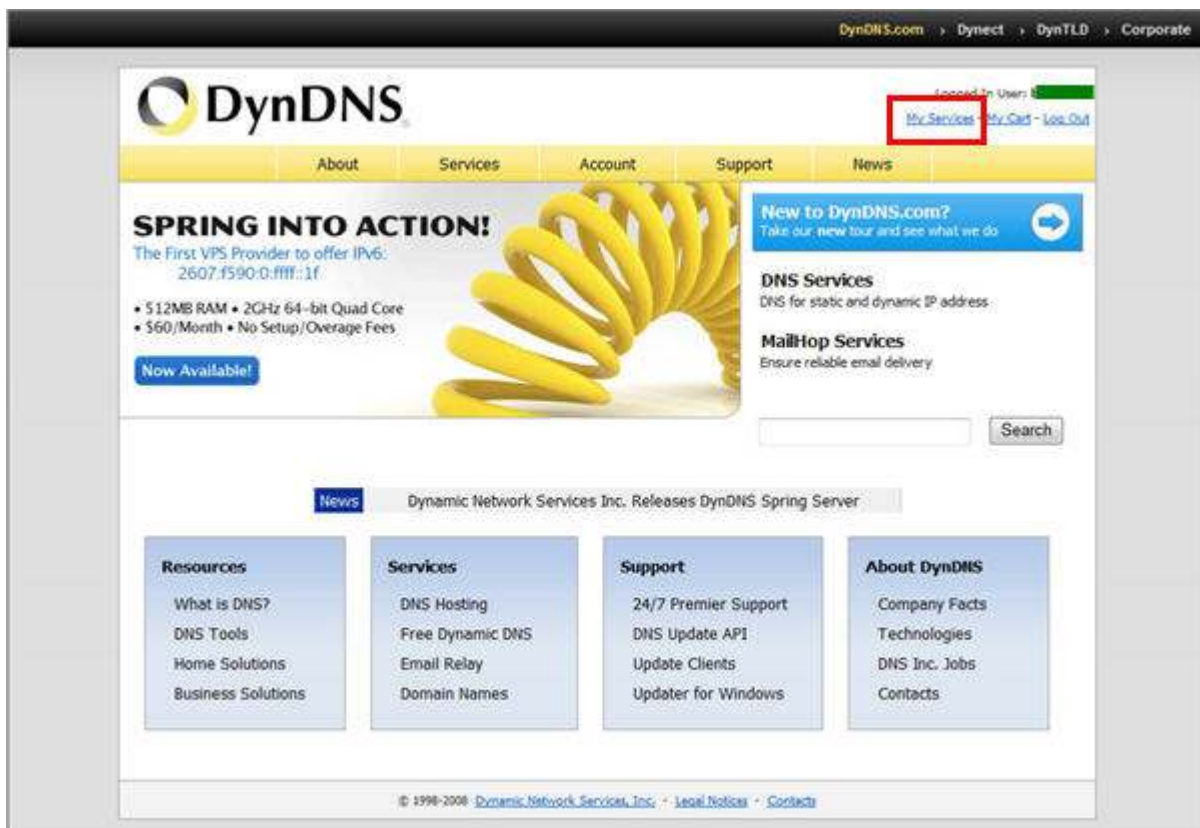 DynDNS.com › Dynect › DynTLD › Corporate
DynDNS
Logged In User:
My Services - My Cart - Log Out
About Services Account Support News
SPRING INTO ACTION!
The First VPS Provider to offer IPv6:
2607:f590:0:ffff::1f
• 512MB RAM • 2GHz 64-bit Quad Core
• $60/Month • No Setup/Overage Fees
Now Available!
New to DynDNS.com?
Take our new tour and see what we do
DNS Services
DNS for static and dynamic IP address
MailHop Services
Ensure reliable email delivery
Search
News Dynamic Network Services Inc. Releases DynDNS Spring Server
Resources
What is DNS?
DNS Tools
Home Solutions
Business Solutions
Services
DNS Hosting
Free Dynamic DNS
Email Relay
Domain Names
Support
24/7 Premier Support
DNS Update API
Update Clients
Updater for Windows
About DynDNS
Company Facts
Technologies
DNS Inc. Jobs
Contacts
© 1998-2008 Dynamic Network Services, Inc. - Legal Notices - Contacts